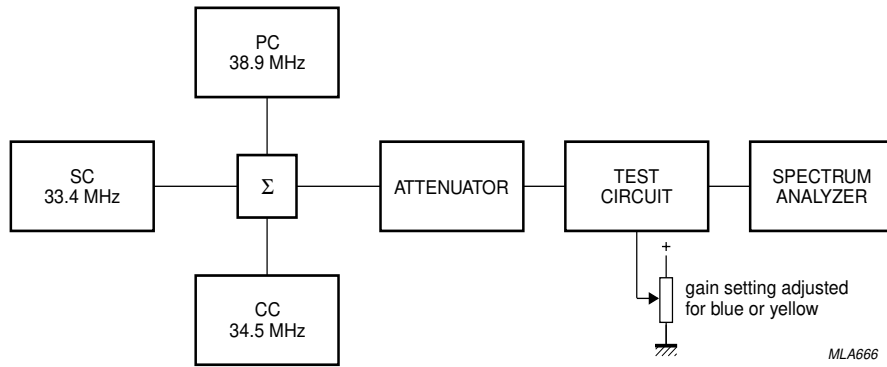 PC
38.9 MHz
SC
33.4 MHz
Σ
ATTENUATOR
TEST
CIRCUIT
SPECTRUM
ANALYZER
CC
34.5 MHz
+
gain setting adjusted
for blue or yellow
MLA666